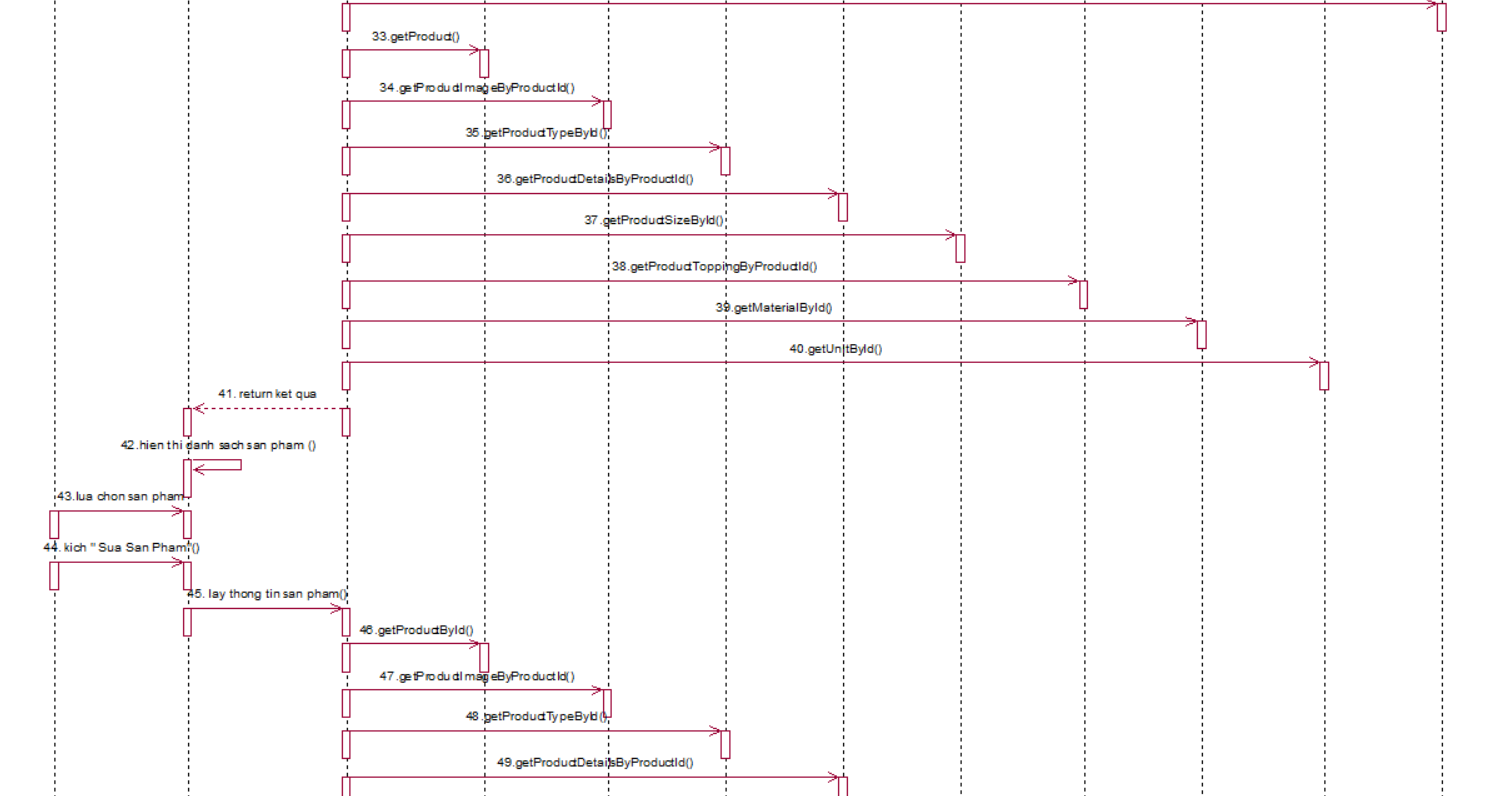 33.getProduct()
34.getProductImageByProductId()
35.getProductTypeById()
36.getProductDetailsByProductId()
37.getProductSizeById()
38.getProductToppingByProductId()
39.getMaterialById()
40.getUnitById()
41. return ket qua
42.hien thi danh sach san pham ()
43.lua chon san pham
44. kich " Sua San Pham"()
45. lay thong tin san pham()
46.getProductById()
47.getProductImageByProductId()
48.getProductTypeById()
49.getProductDetailsByProductId()